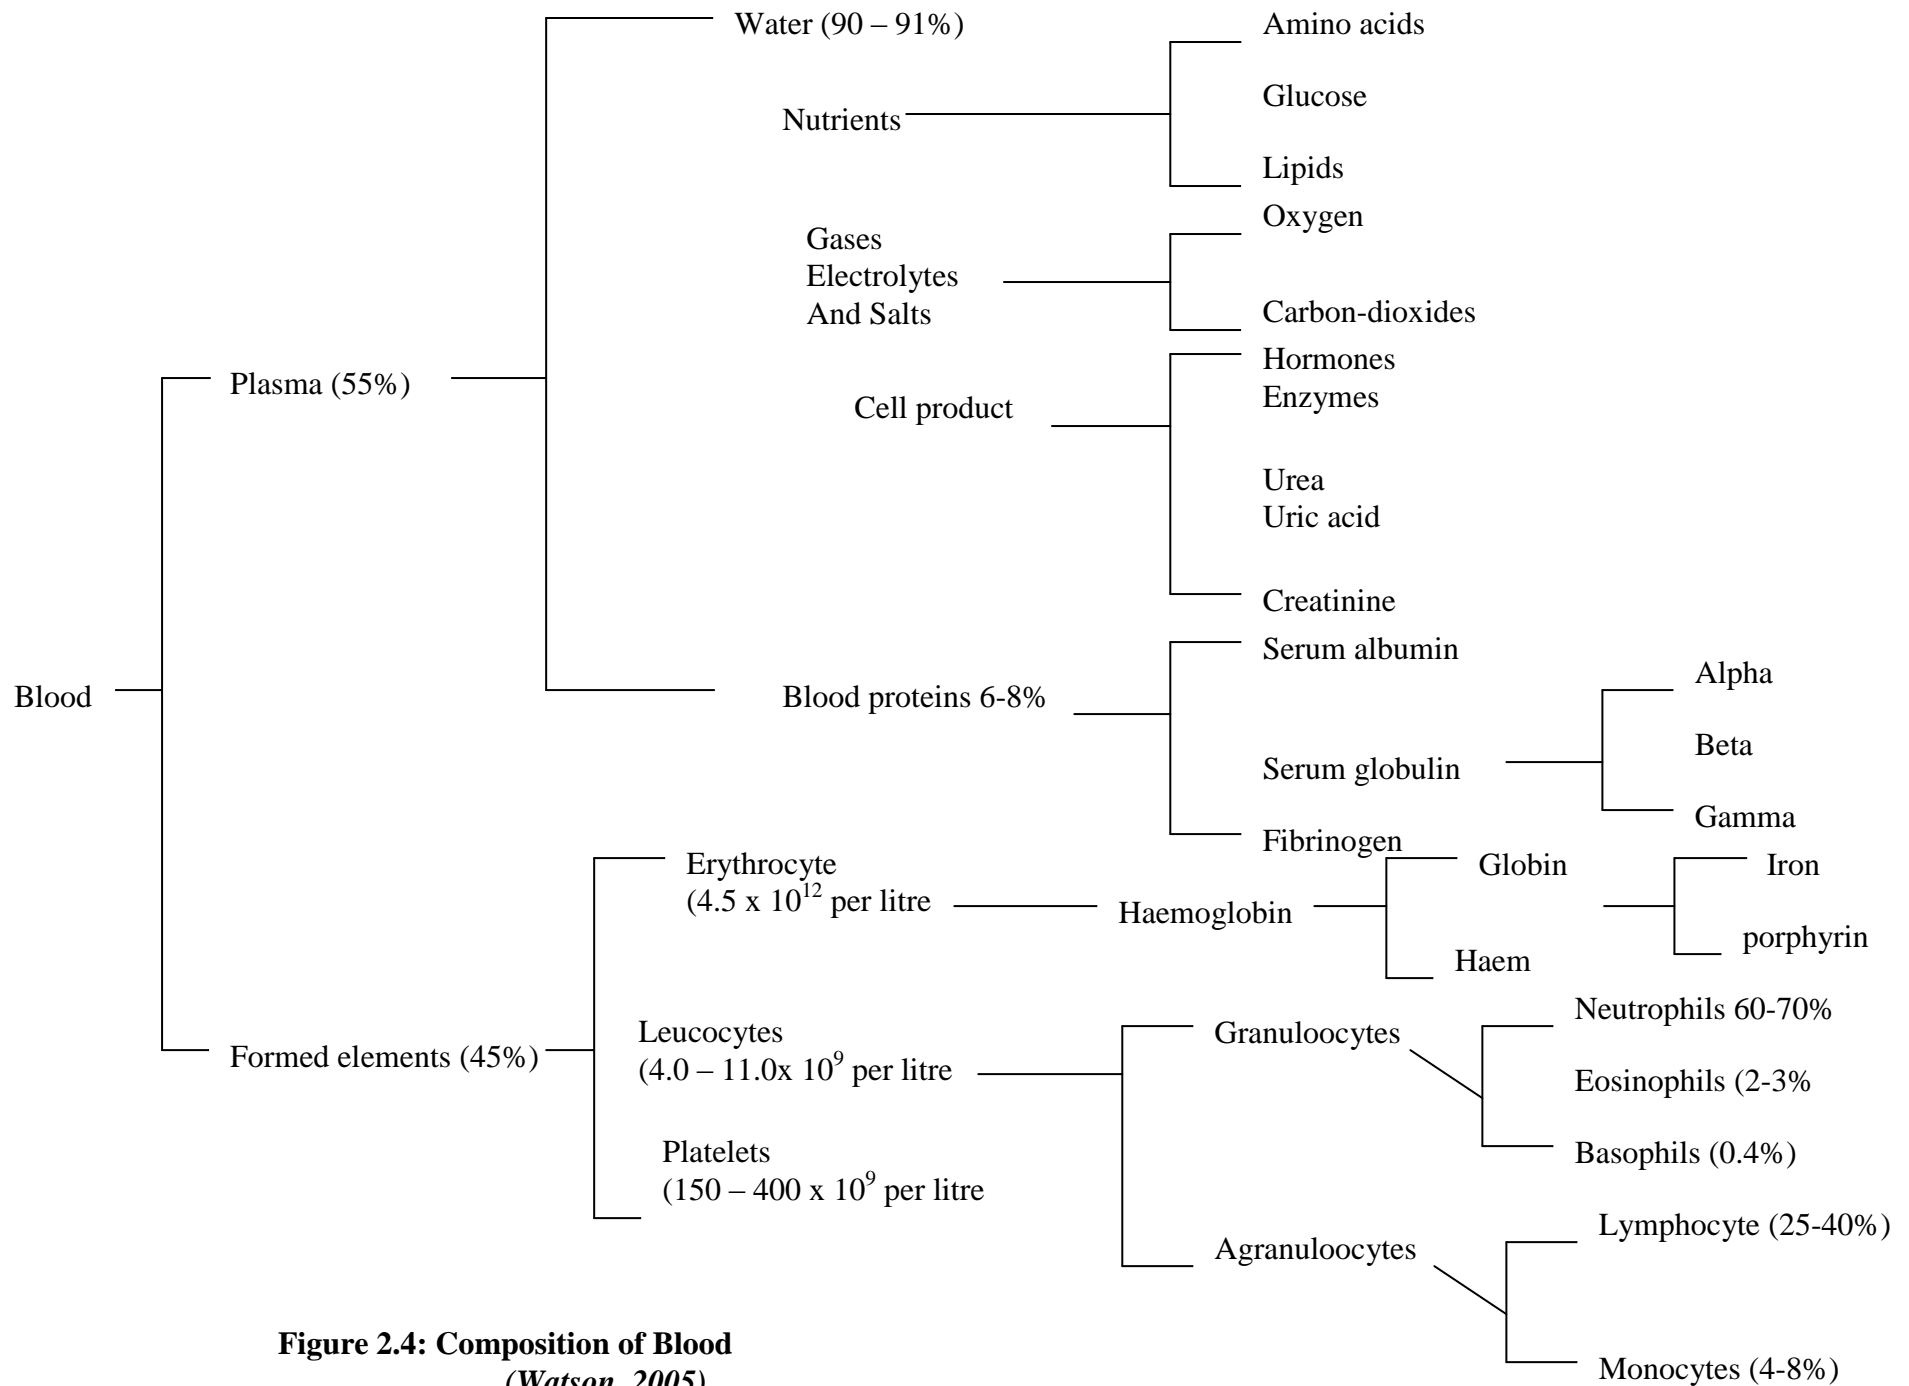 Water (90 – 91%)
Amino acids
Nutrients
Glucose
Lipids
Gases
Electrolytes
And Salts
Oxygen
Carbon-dioxides
Plasma (55%)
Cell product
Hormones
Enzymes
Urea
Uric acid
Creatinine
Blood
Blood proteins 6-8%
Serum albumin
Serum globulin
Fibrinogen
Alpha
Beta
Gamma
Erythrocyte
(4.5 x 10¹² per litre
Haemoglobin
Globin
Haem
Iron
porphyrin
Formed elements (45%)
Leucocytes
(4.0 – 11.0x 10⁹ per litre
Granuloocytes
Neutrophils 60-70%
Eosinophils (2-3%
Basophils (0.4%)
Platelets
(150 – 400 x 10⁹ per litre
Agranuloocytes
Lymphocyte (25-40%)
Monocytes (4-8%)
Figure 2.4: Composition of Blood
(Watson, 2005)